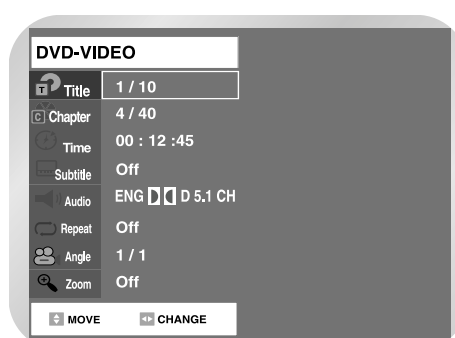 DVD-VIDEO
T Title 1 / 10
C Chapter 4 / 40
Time 00 : 12 :45
Subtitle Off
Audio ENG D 5.1 CH
Repeat Off
Angle 1 / 1
Zoom Off
MOVE CHANGE